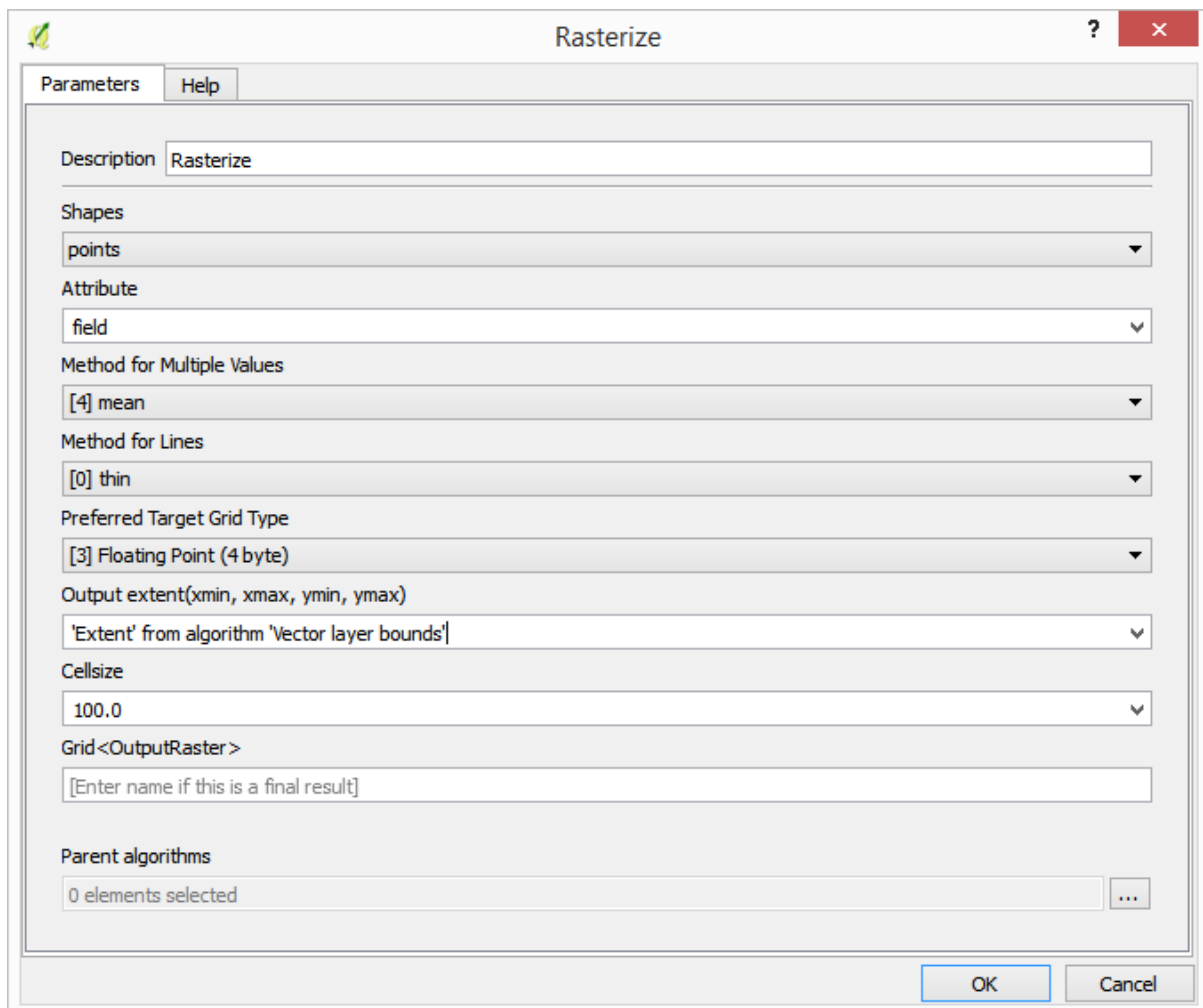 Rasterize
?
×
Parameters
Help
Description Rasterize
Shapes
points
Attribute
field
Method for Multiple Values
[4] mean
Method for Lines
[0] thin
Preferred Target Grid Type
[3] Floating Point (4 byte)
Output extent(xmin, xmax, ymin, ymax)
'Extent' from algorithm 'Vector layer bounds'
Cellsize
100.0
Grid<OutputRaster>
[Enter name if this is a final result]
Parent algorithms
0 elements selected
...
OK
Cancel